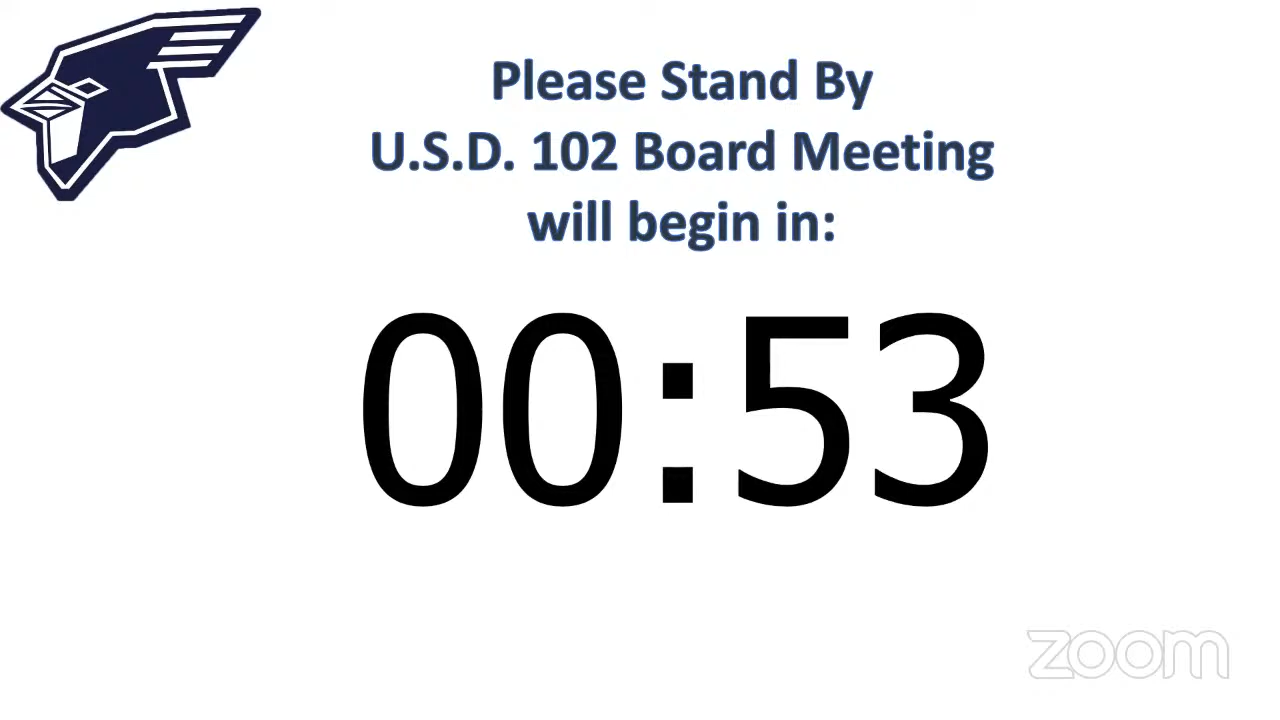 Please Stand By
U.S.D. 102 Board Meeting
will begin in:
00:53
zoom